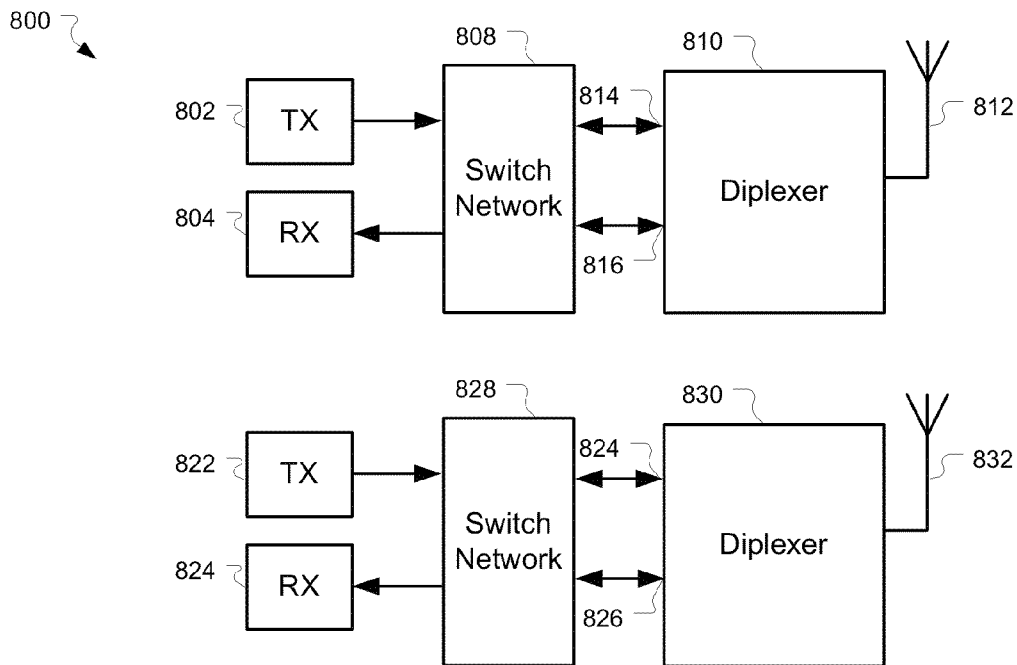 800
808
810
802
TX
814
812
Switch
Network
Diplexer
804
RX
816
828
830
822
TX
824
832
Switch
Network
Diplexer
824
RX
826